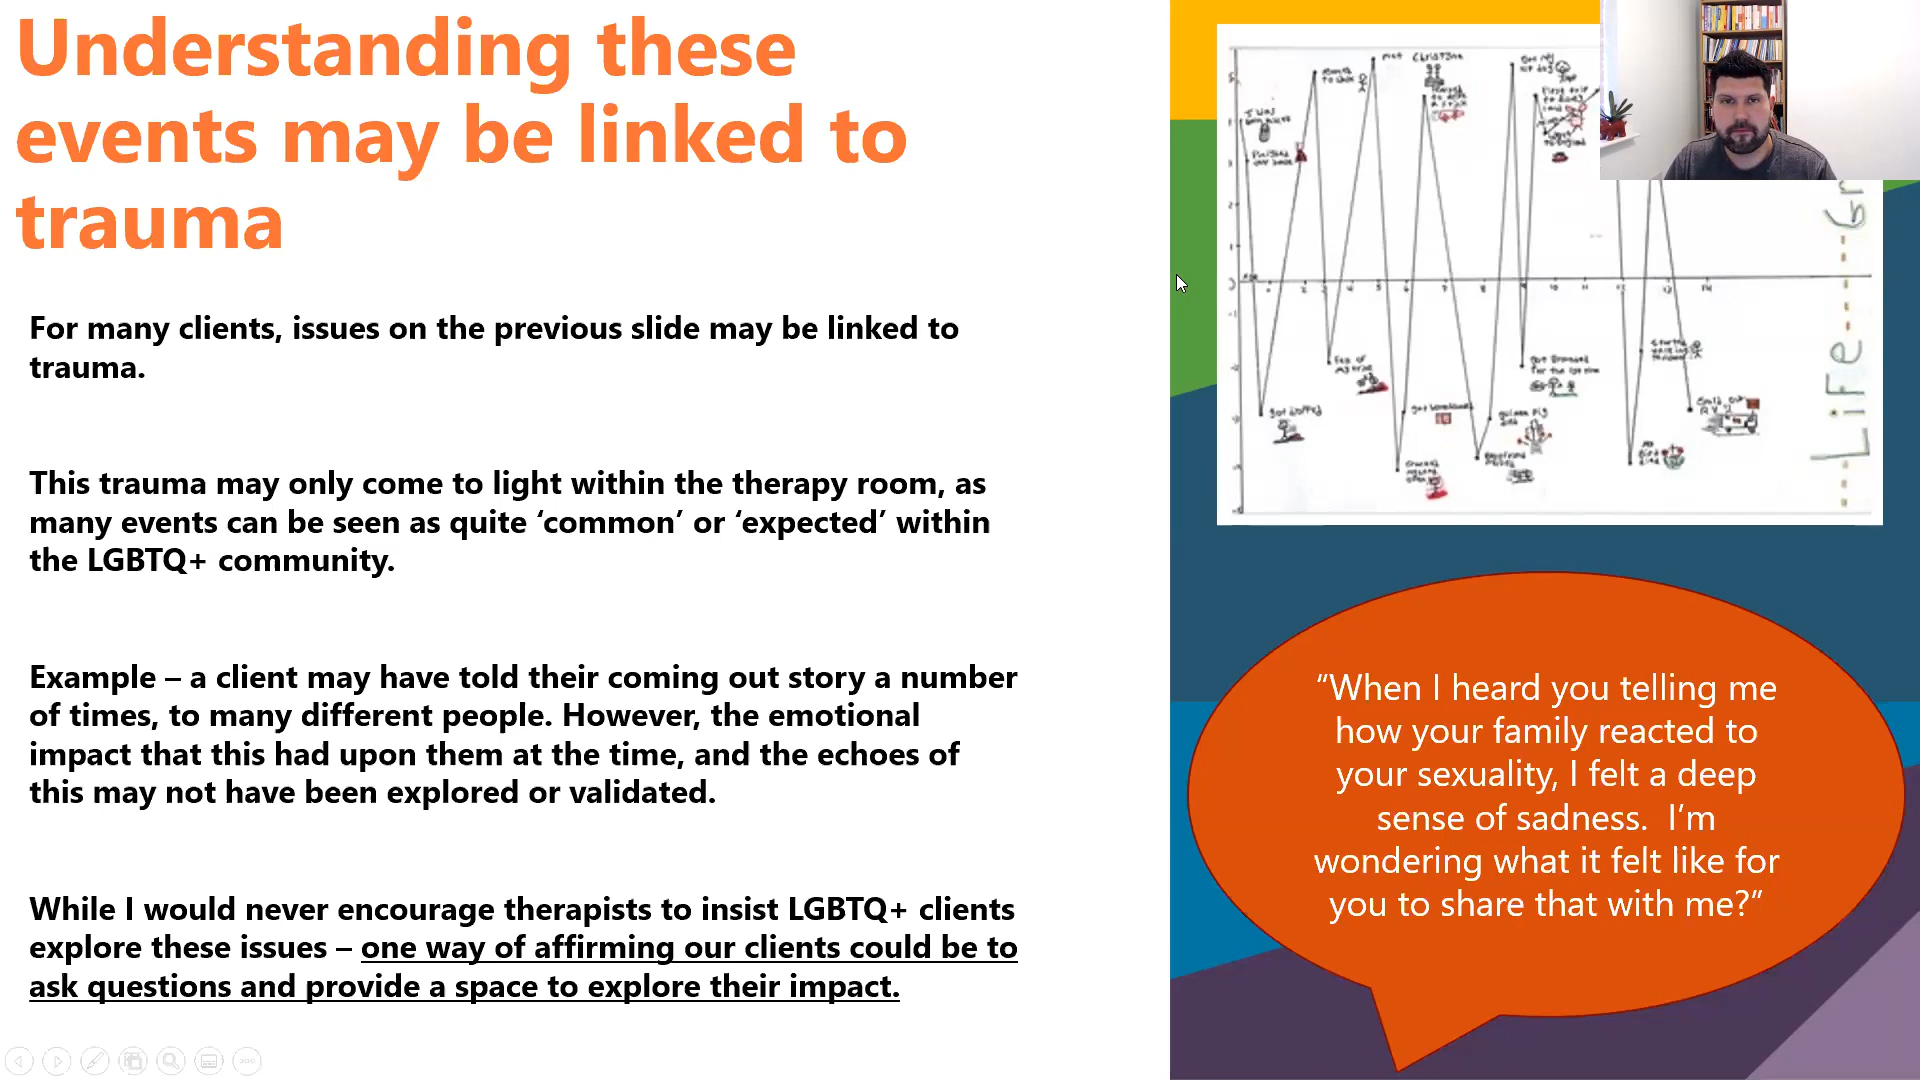 Understanding these
events may be linked to
trauma
For many clients, issues on the previous slide may be linked to
trauma.
This trauma may only come to light within the therapy room, as
many events can be seen as quite ‘common’ or ‘expected’ within
the LGBTQ+ community.
Example – a client may have told their coming out story a number
of times, to many different people. However, the emotional
impact that this had upon them at the time, and the echoes of
this may not have been explored or validated.
While I would never encourage therapists to insist LGBTQ+ clients
explore these issues – one way of affirming our clients could be to
ask questions and provide a space to explore their impact.
met Christine
got dropped
guinea pig
died
Life
“When I heard you telling me
how your family reacted to
your sexuality, I felt a deep
sense of sadness.  I’m
wondering what it felt like for
you to share that with me?”